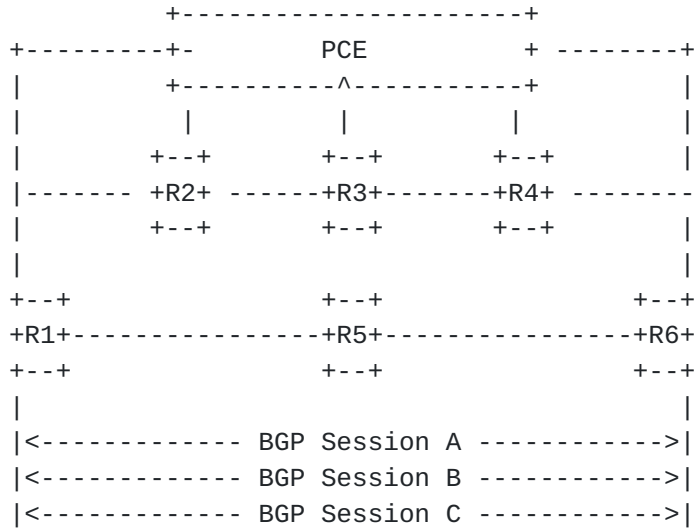 PCE
R2 R3 R4
R1 R5 R6
BGP Session A
BGP Session B
BGP Session C